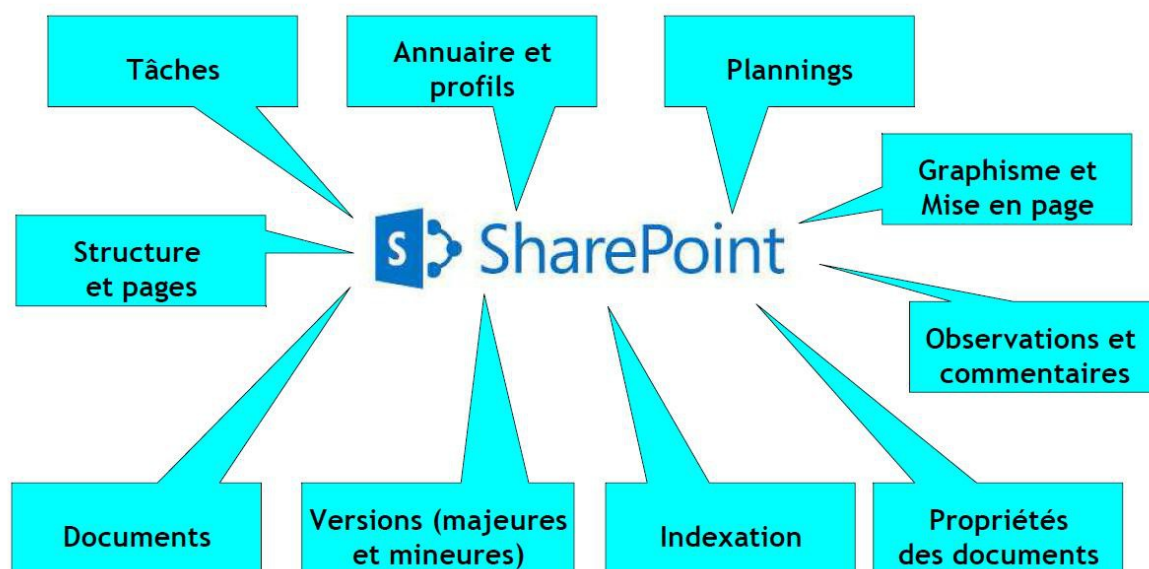 Tâches
Annuaire et
profils
Plannings
Graphisme et
Mise en page
Structure
et pages
S SharePoint
Observations et
commentaires
Documents
Versions (majeures
et mineures)
Indexation
Propriétés
des documents